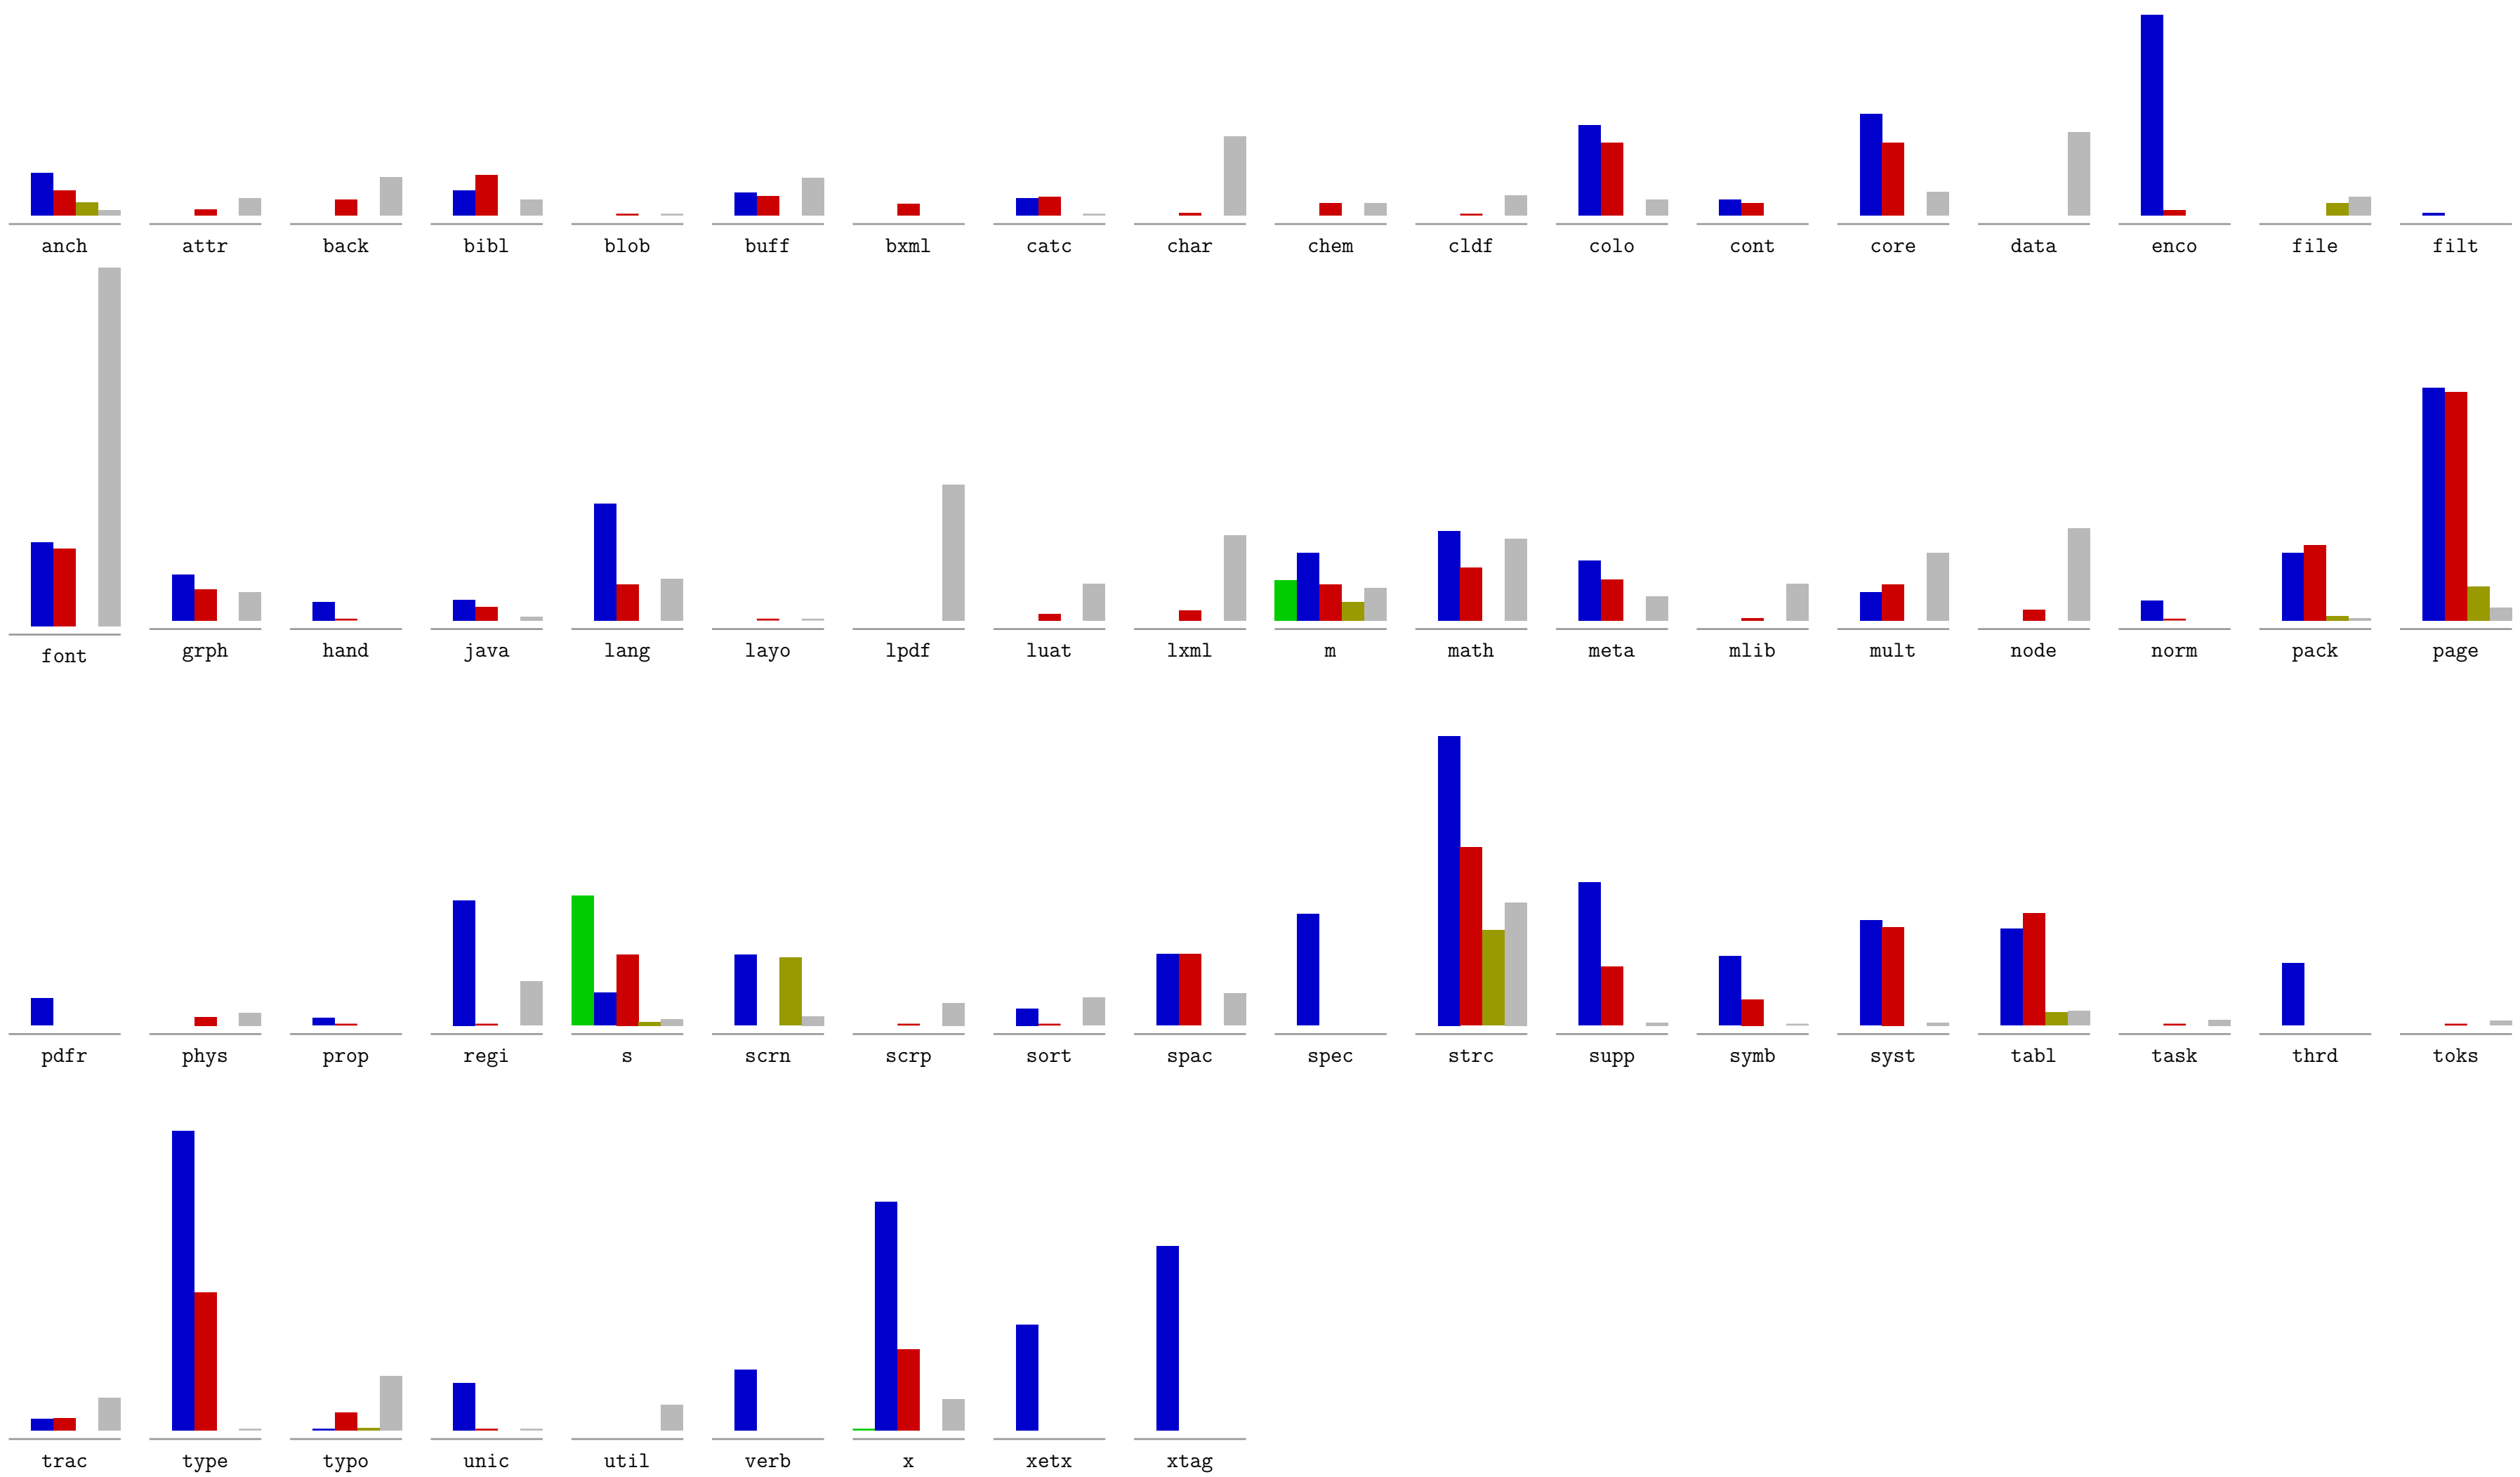 anch attr back bibl blob buff bxml catc char chem cldf colo cont core data enco file filt
font grph hand java lang layo lpdf luat lxml m math meta mlib mult node norm pack page
pdfr phys prop regi s scrn scrp sort spac spec strc supp symb syst tabl task thrd toks
trac type typo unic util verb x xetx xtag